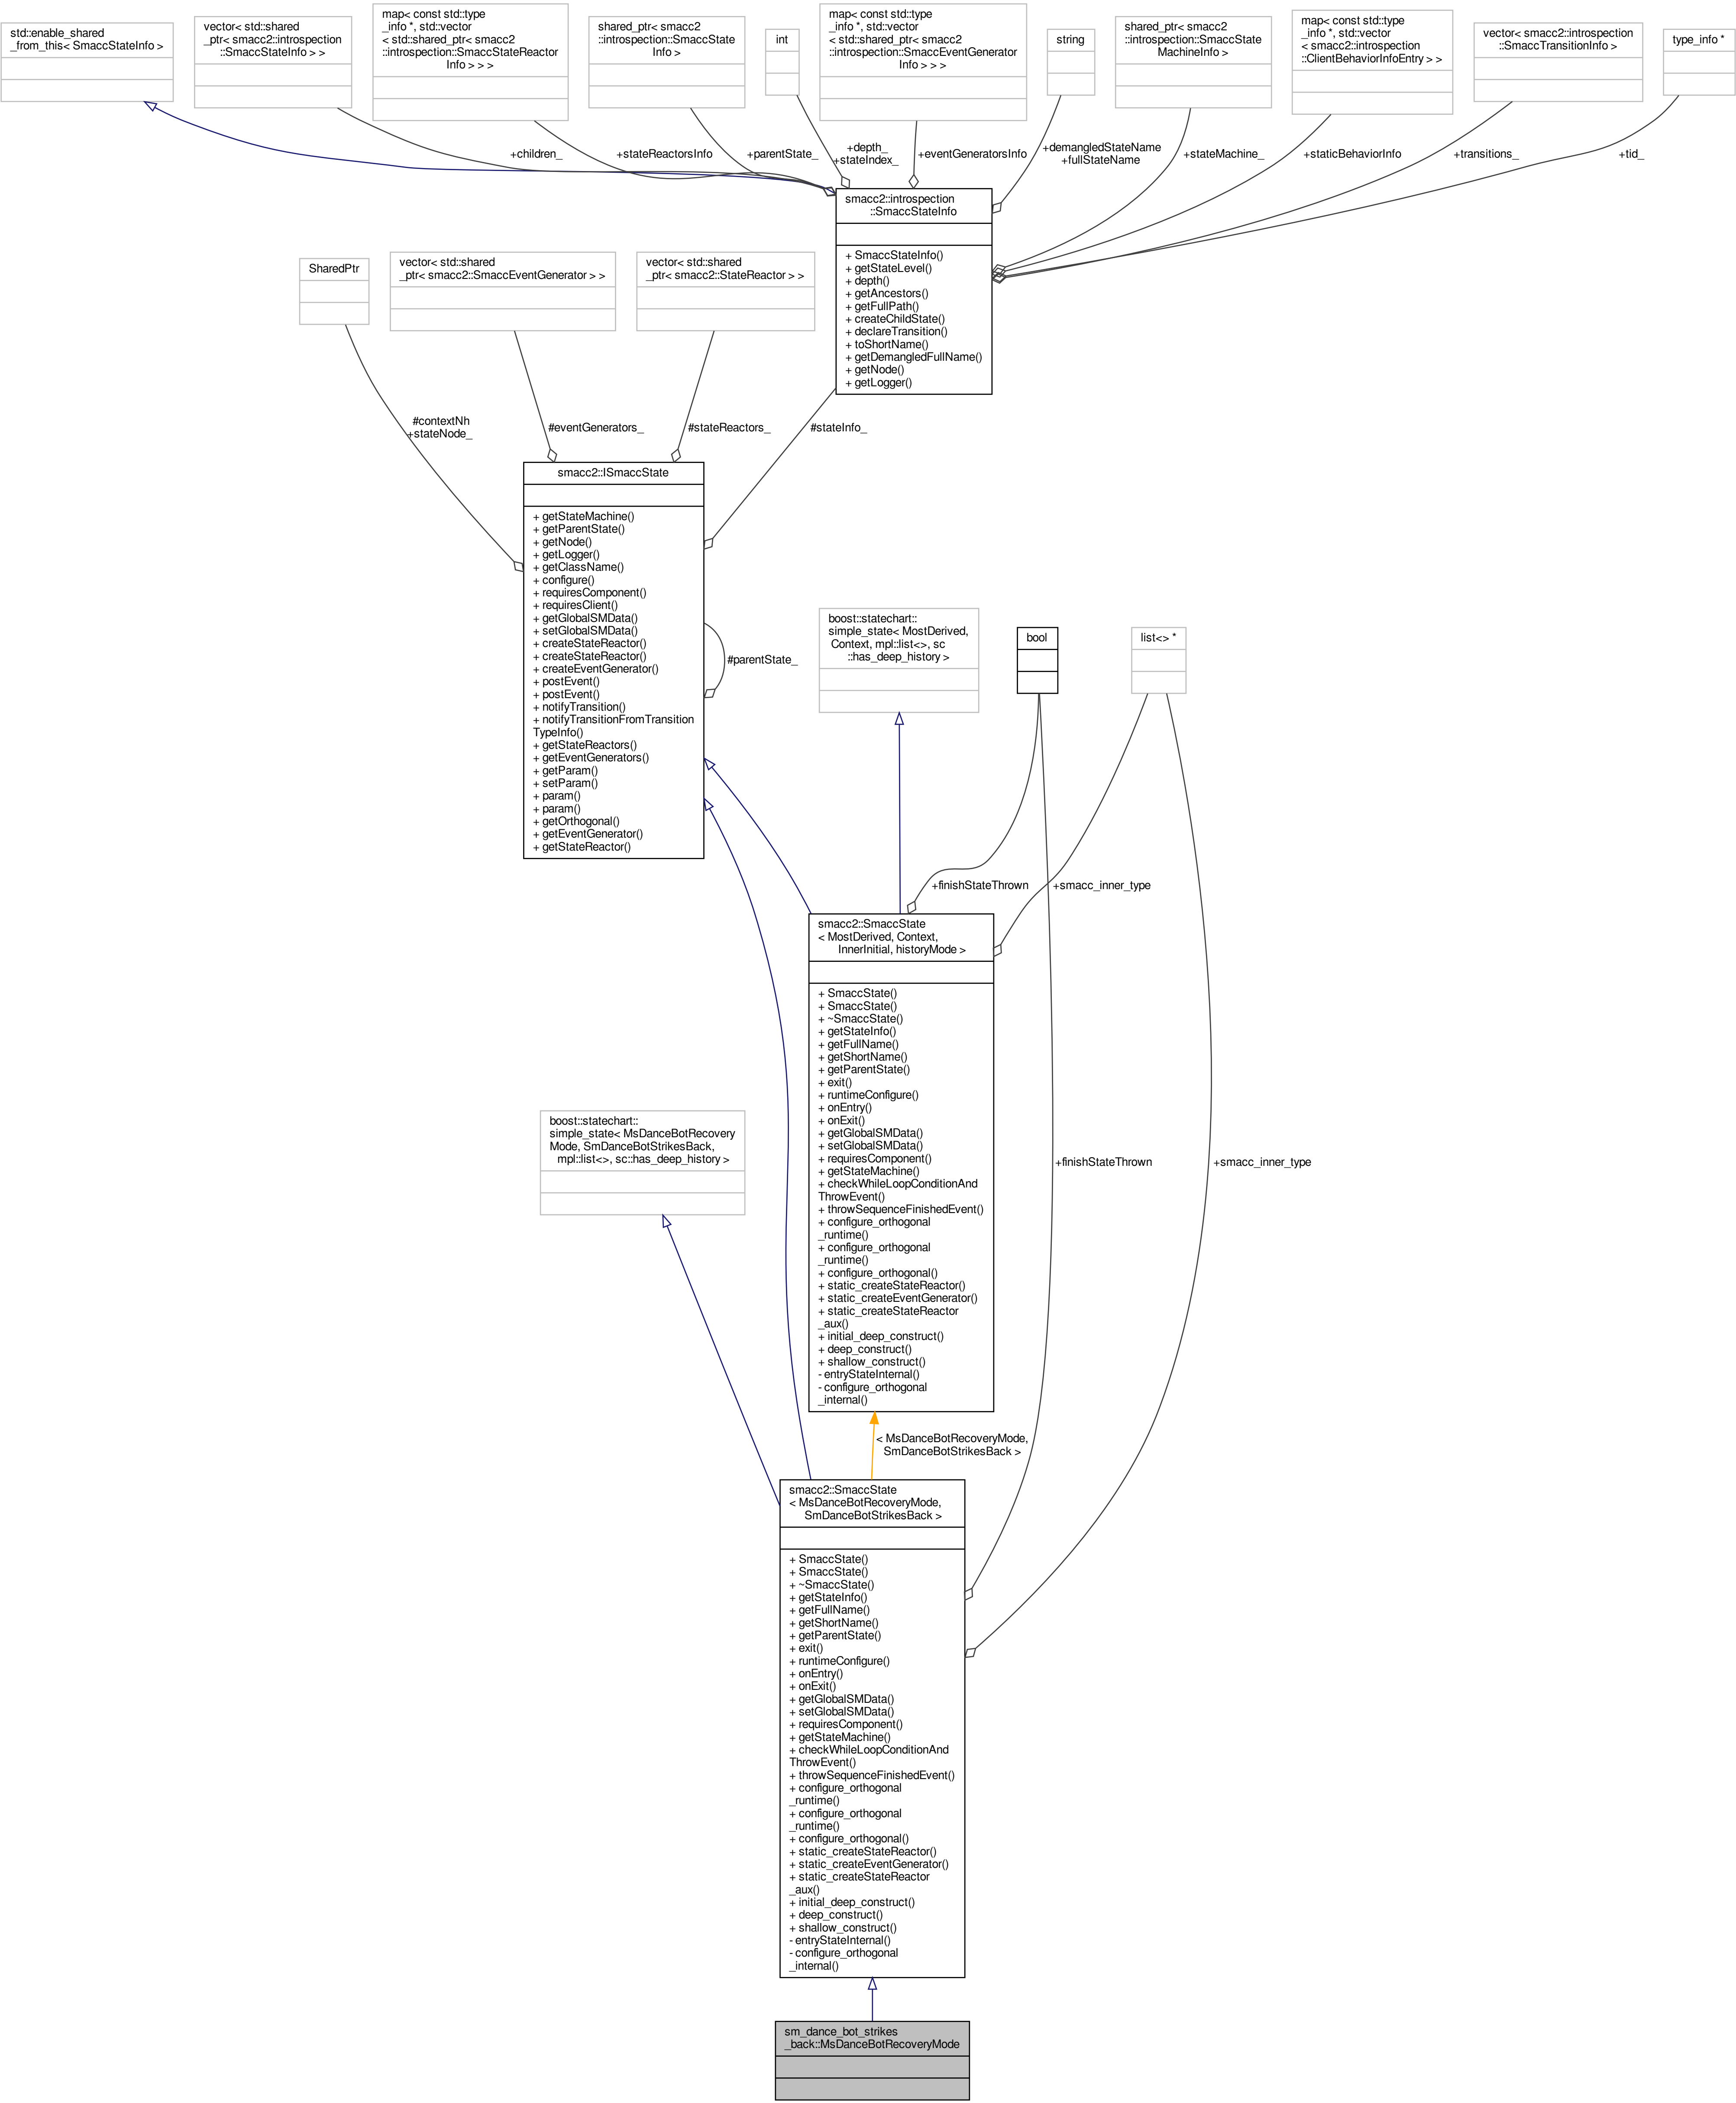 std::enable_shared
_from_this< SmaccStateInfo >
vector< std::shared
_ptr< smacc2::introspection
::SmaccStateInfo > >
map< const std::type
_info *, std::vector
< std::shared_ptr< smacc2
::introspection::SmaccStateReactor
Info > > >
shared_ptr< smacc2
::introspection::SmaccState
Info >
int
map< const std::type
_info *, std::vector
< std::shared_ptr< smacc2
::introspection::SmaccEventGenerator
Info > > >
string
shared_ptr< smacc2
::introspection::SmaccState
MachineInfo >
map< const std::type
_info *, std::vector
< smacc2::introspection
::ClientBehaviorInfoEntry > >
vector< smacc2::introspection
::SmaccTransitionInfo >
type_info *
+children_
+stateReactorsInfo
+parentState_
+depth_
+stateIndex_
+eventGeneratorsInfo
+demangledStateName
+fullStateName
+stateMachine_
+staticBehaviorInfo
+transitions_
+tid_
smacc2::introspection
::SmaccStateInfo
+ SmaccStateInfo()
+ getStateLevel()
+ depth()
+ getAncestors()
+ getFullPath()
+ createChildState()
+ declareTransition()
+ toShortName()
+ getDemangledFullName()
+ getNode()
+ getLogger()
SharedPtr
vector< std::shared
_ptr< smacc2::SmaccEventGenerator > >
vector< std::shared
_ptr< smacc2::StateReactor > >
#contextNh
+stateNode_
#eventGenerators_
#stateReactors_
#stateInfo_
smacc2::ISmaccState
+ getStateMachine()
+ getParentState()
+ getNode()
+ getLogger()
+ getClassName()
+ configure()
+ requiresComponent()
+ requiresClient()
+ getGlobalSMData()
+ setGlobalSMData()
+ createStateReactor()
+ createStateReactor()
+ createEventGenerator()
+ postEvent()
+ postEvent()
+ notifyTransition()
+ notifyTransitionFromTransition
TypeInfo()
+ getStateReactors()
+ getEventGenerators()
+ getParam()
+ setParam()
+ param()
+ param()
+ getOrthogonal()
+ getEventGenerator()
+ getStateReactor()
#parentState_
boost::statechart::
simple_state< MostDerived,
Context, mpl::list<>, sc
::has_deep_history >
bool
list<> *
+finishStateThrown
+smacc_inner_type
smacc2::SmaccState
< MostDerived, Context,
InnerInitial, historyMode >
+ SmaccState()
+ SmaccState()
+ ~SmaccState()
+ getStateInfo()
+ getFullName()
+ getShortName()
+ getParentState()
+ exit()
+ runtimeConfigure()
+ onEntry()
+ onExit()
+ getGlobalSMData()
+ setGlobalSMData()
+ requiresComponent()
+ getStateMachine()
+ checkWhileLoopConditionAnd
ThrowEvent()
+ throwSequenceFinishedEvent()
+ configure_orthogonal
_runtime()
+ configure_orthogonal
_runtime()
+ configure_orthogonal()
+ static_createStateReactor()
+ static_createEventGenerator()
+ static_createStateReactor
_aux()
+ initial_deep_construct()
+ deep_construct()
+ shallow_construct()
- entryStateInternal()
- configure_orthogonal
_internal()
boost::statechart::
simple_state< MsDanceBotRecovery
Mode, SmDanceBotStrikesBack,
mpl::list<>, sc::has_deep_history >
+finishStateThrown
+smacc_inner_type
< MsDanceBotRecoveryMode,
SmDanceBotStrikesBack >
smacc2::SmaccState
< MsDanceBotRecoveryMode,
SmDanceBotStrikesBack >
+ SmaccState()
+ SmaccState()
+ ~SmaccState()
+ getStateInfo()
+ getFullName()
+ getShortName()
+ getParentState()
+ exit()
+ runtimeConfigure()
+ onEntry()
+ onExit()
+ getGlobalSMData()
+ setGlobalSMData()
+ requiresComponent()
+ getStateMachine()
+ checkWhileLoopConditionAnd
ThrowEvent()
+ throwSequenceFinishedEvent()
+ configure_orthogonal
_runtime()
+ configure_orthogonal
_runtime()
+ configure_orthogonal()
+ static_createStateReactor()
+ static_createEventGenerator()
+ static_createStateReactor
_aux()
+ initial_deep_construct()
+ deep_construct()
+ shallow_construct()
- entryStateInternal()
- configure_orthogonal
_internal()
sm_dance_bot_strikes
_back::MsDanceBotRecoveryMode